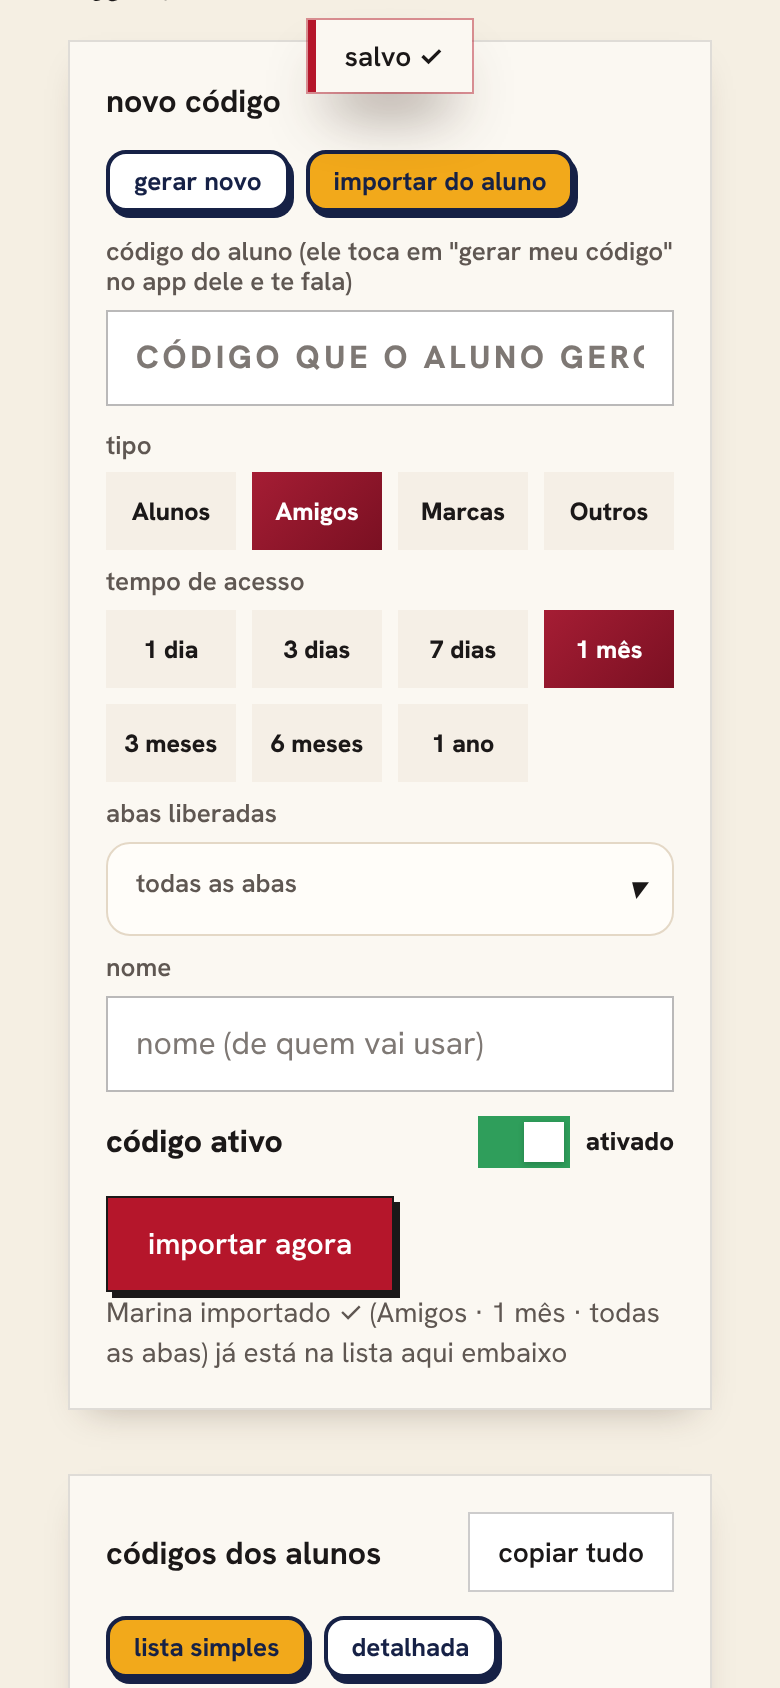 salvo ✓
novo código
gerar novo
importar do aluno
código do aluno (ele toca em "gerar meu código"
no app dele e te fala)
CÓDIGO QUE O ALUNO
tipo
Alunos
Amigos
Marcas
Outros
tempo de acesso
1 dia
3 dias
7 dias
1 mês
3 meses
6 meses
1 ano
abas liberadas
todas as abas
nome
nome (de quem vai usar)
código ativo
ativado
importar agora
Marina importado ✓ (Amigos · 1 mês · todas
as abas) já está na lista aqui embaixo
códigos dos alunos
copiar tudo
lista simples
detalhada